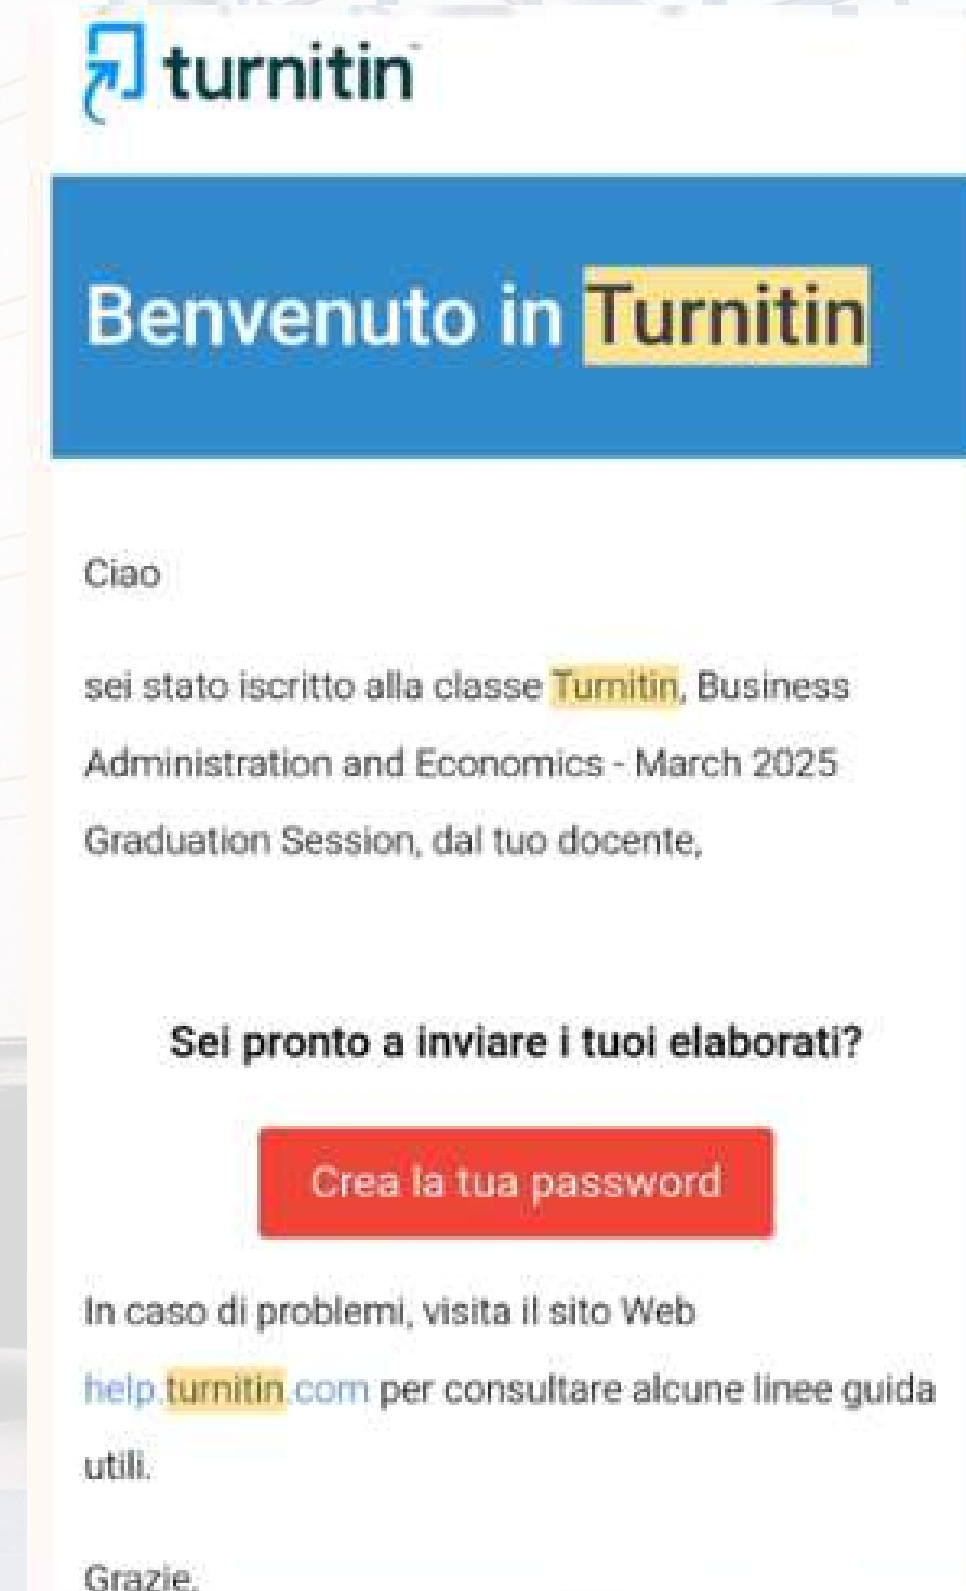 turnitin
Benvenuto in Turnitin
Ciao
sei stato iscritto alla classe Turnitin, Business
Administration and Economics - March 2025
Graduation Session, dal tuo docente,
Sei pronto a inviare i tuoi elaborati?
Crea la tua password
In caso di problemi, visita il sito Web
help.turnitin.com per consultare alcune linee guida
utili.
Grazie,